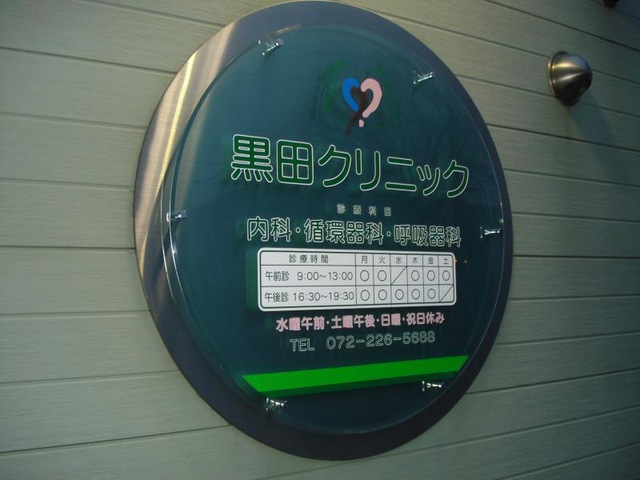 黒田クリニック
診療科目
内科・循環器科・呼吸器科
診療時間 月 火 水 木 金 土
午前診 9:00〜13:00 ○ ○ ／ ○ ○ ○
午後診 16:30〜19:30 ○ ○ ○ ○ ○ ／
水曜午前・土曜午後・日曜・祝日休み
TEL 072-226-5688